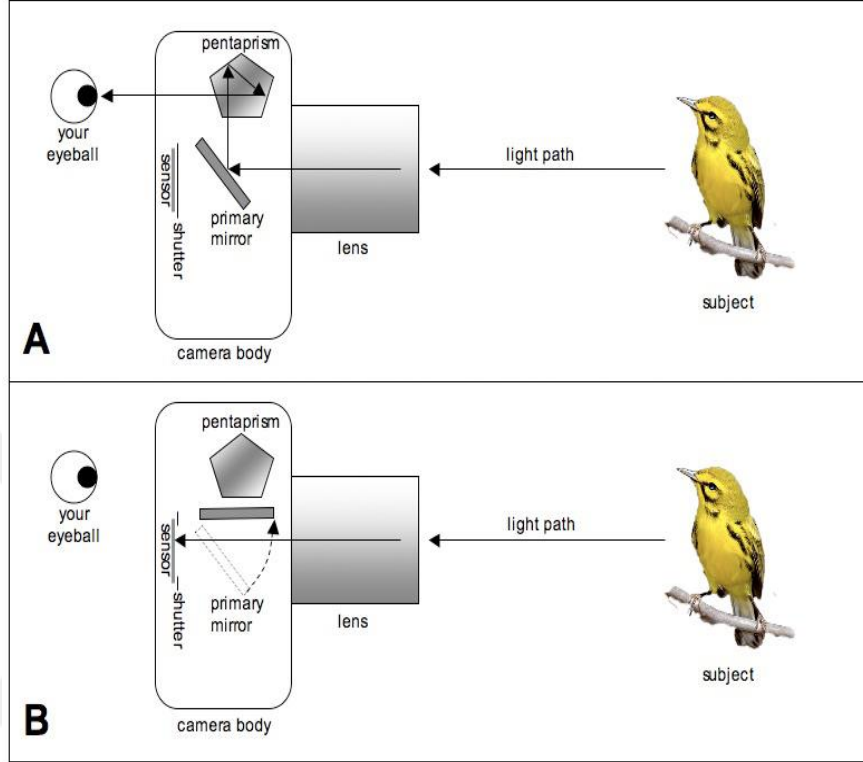 pentaprism
your
eyeball
sensor
shutter
primary
mirror
lens
light path
subject
A
camera body
pentaprism
your
eyeball
sensor
shutter
primary
mirror
lens
light path
subject
B
camera body